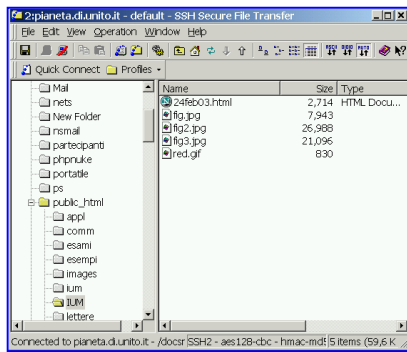 2:pianeta.di.unito.it - default - SSH Secure File Transfer
File Edit View Operation Window Help
Quick Connect Profiles
Mail
nets
New Folder
nsmail
partecipanti
phpnuke
portatile
ps
public_html
appl
comm
esami
esempi
images
ium
IUM
lettere
Name Size Type
24feb03.html 2,714 HTML Docu...
fig.jpg 7,943
fig2.jpg 26,988
fig3.jpg 21,096
red.gif 830
Connected to pianeta.di.unito.it - /docsr SSH2 - aes128-cbc - hmac-md5 5 items (59,6 K